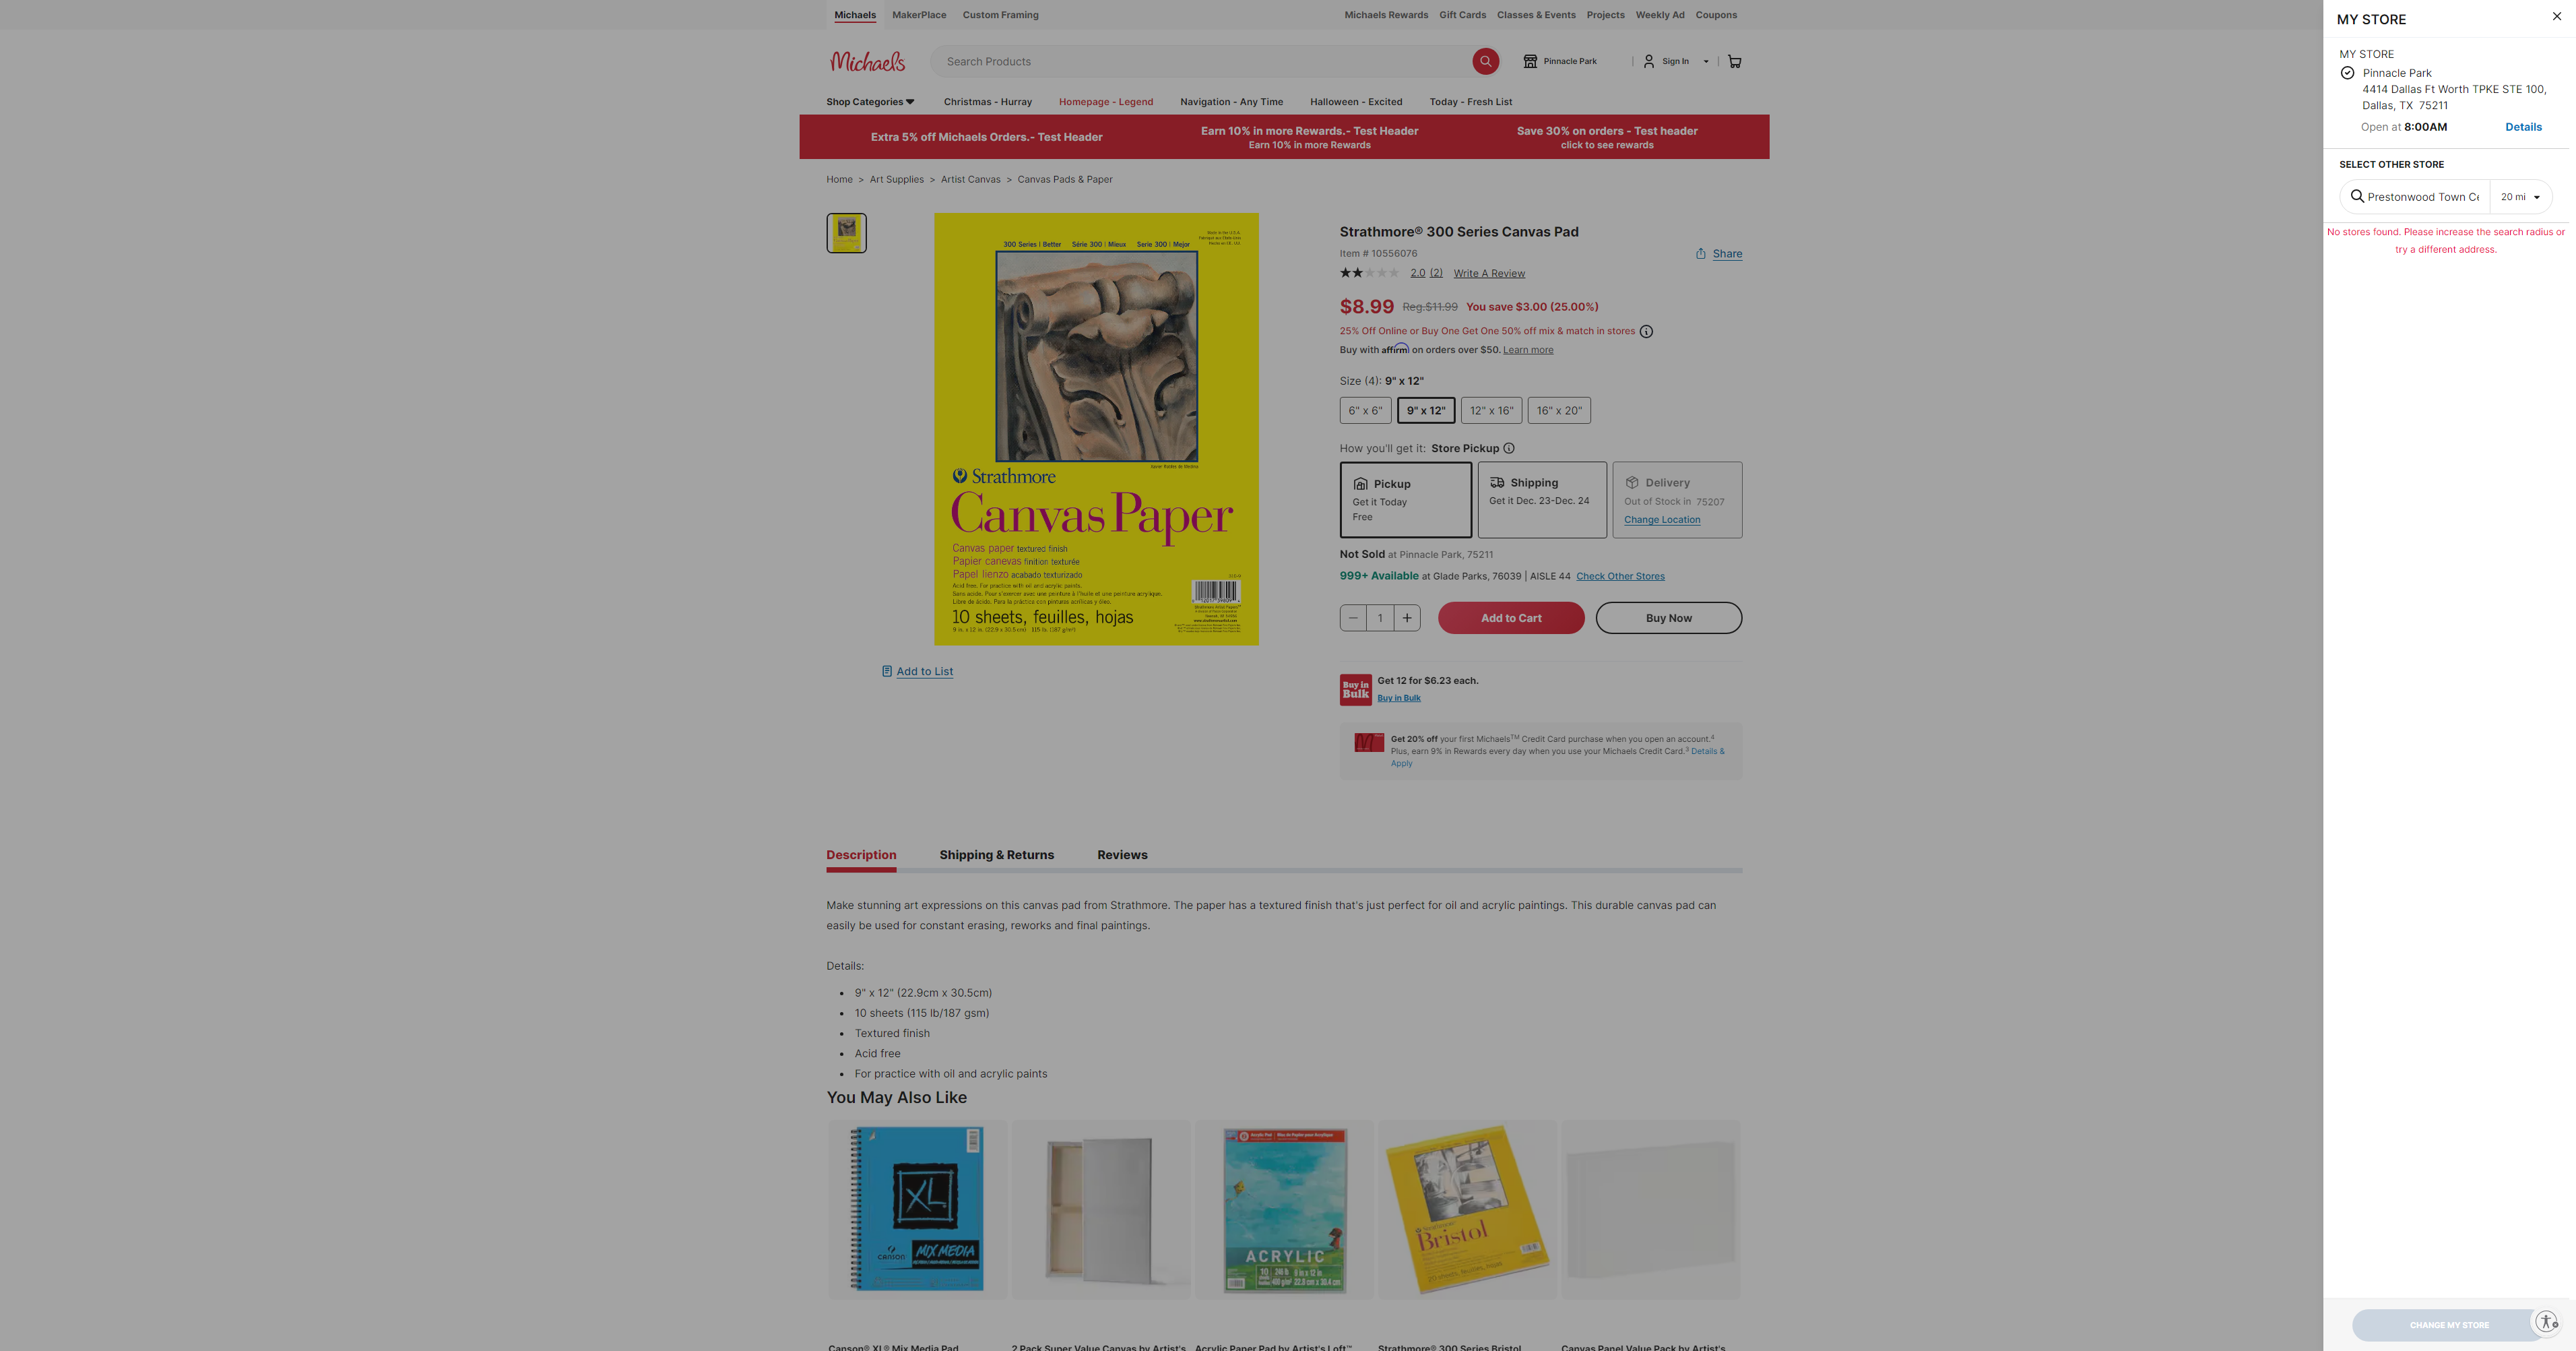 Michaels MakerPlace Custom Framing
Michaels Rewards Gift Cards Classes & Events Projects Weekly Ad Coupons
Michaels
Search Products
Pinnacle Park
Sign In
Shop Categories Christmas - Hurray Homepage - Legend Navigation - Any Time Halloween - Excited Today - Fresh List
Extra 5% off Michaels Orders.- Test Header
Earn 10% in more Rewards.- Test Header
Earn 10% in more Rewards
Save 30% on orders - Test header
click to see rewards
Home > Art Supplies > Artist Canvas > Canvas Pads & Paper
300 Series | Better Série 300 | Mieux Serie 300 | Mejor
Strathmore
Canvas Paper
Canvas paper textured finish
Papier canevas finition texturée
Papel lienzo acabado texturizado
Acid free. For practice with oil and acrylic paints.
10 sheets, feuilles, hojas
Add to List
Strathmore® 300 Series Canvas Pad
Item # 10556076
Share
2.0 (2) Write A Review
$8.99 Reg.$11.99 You save $3.00 (25.00%)
25% Off Online or Buy One Get One 50% off mix & match in stores
Buy with affirm on orders over $50. Learn more
Size (4): 9" x 12"
6" x 6" 9" x 12" 12" x 16" 16" x 20"
How you'll get it: Store Pickup
Pickup
Get it Today
Free
Shipping
Get it Dec. 23-Dec. 24
Delivery
Out of Stock in 75207
Change Location
Not Sold at Pinnacle Park, 75211
999+ Available at Glade Parks, 76039 | AISLE 44 Check Other Stores
1
Add to Cart
Buy Now
Buy in
Bulk
Get 12 for $6.23 each.
Buy in Bulk
Get 20% off your first Michaels™ Credit Card purchase when you open an account.⁴
Plus, earn 9% in Rewards every day when you use your Michaels Credit Card.³ Details &
Apply
Description Shipping & Returns Reviews
Make stunning art expressions on this canvas pad from Strathmore. The paper has a textured finish that's just perfect for oil and acrylic paintings. This durable canvas pad can
easily be used for constant erasing, reworks and final paintings.
Details:
• 9" x 12" (22.9cm x 30.5cm)
• 10 sheets (115 lb/187 gsm)
• Textured finish
• Acid free
• For practice with oil and acrylic paints
You May Also Like
XL
CANSON MIX MEDIA
ACRYLIC
Bristol
Canson® XL® Mix Media Pad
2 Pack Super Value Canvas by Artist's
Acrylic Paper Pad by Artist's Loft™
Strathmore® 300 Series Bristol
Canvas Panel Value Pack by Artist's
MY STORE
MY STORE
Pinnacle Park
4414 Dallas Ft Worth TPKE STE 100,
Dallas, TX 75211
Open at 8:00AM
Details
SELECT OTHER STORE
Prestonwood Town Ce
20 mi
No stores found. Please increase the search radius or
try a different address.
CHANGE MY STORE